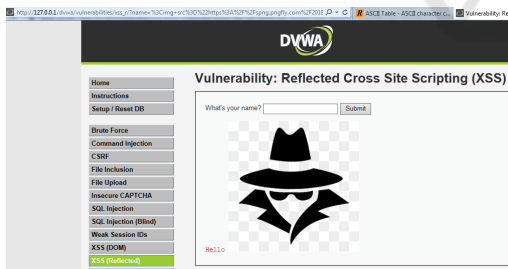 http://127.0.0.1/dvwa/vulnerabilities/xss_r/?name=%3Cimg+src%3D%22https%3A%2F%2Fspng.pngfly.com%2F2018
ASCII Table - ASCII character c...
Vulnerability: Re
DVWA
Home
Instructions
Setup / Reset DB
Brute Force
Command Injection
CSRF
File Inclusion
File Upload
Insecure CAPTCHA
SQL Injection
SQL Injection (Blind)
Weak Session IDs
XSS (DOM)
XSS (Reflected)
Vulnerability: Reflected Cross Site Scripting (XSS)
What's your name? Submit
Hello